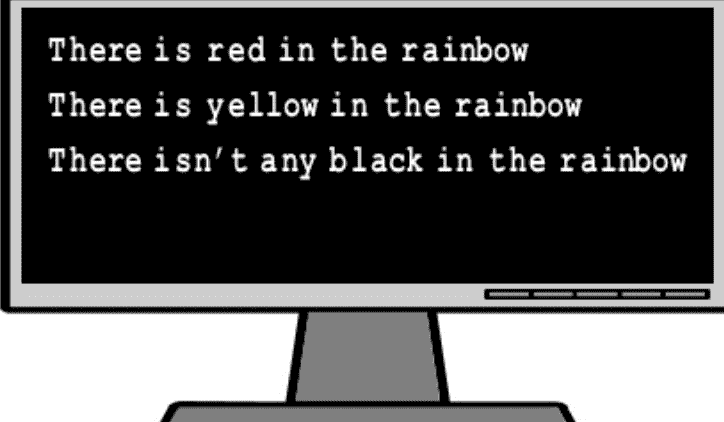 There is red in the rainbow
There is yellow in the rainbow
There isn't any black in the rainbow